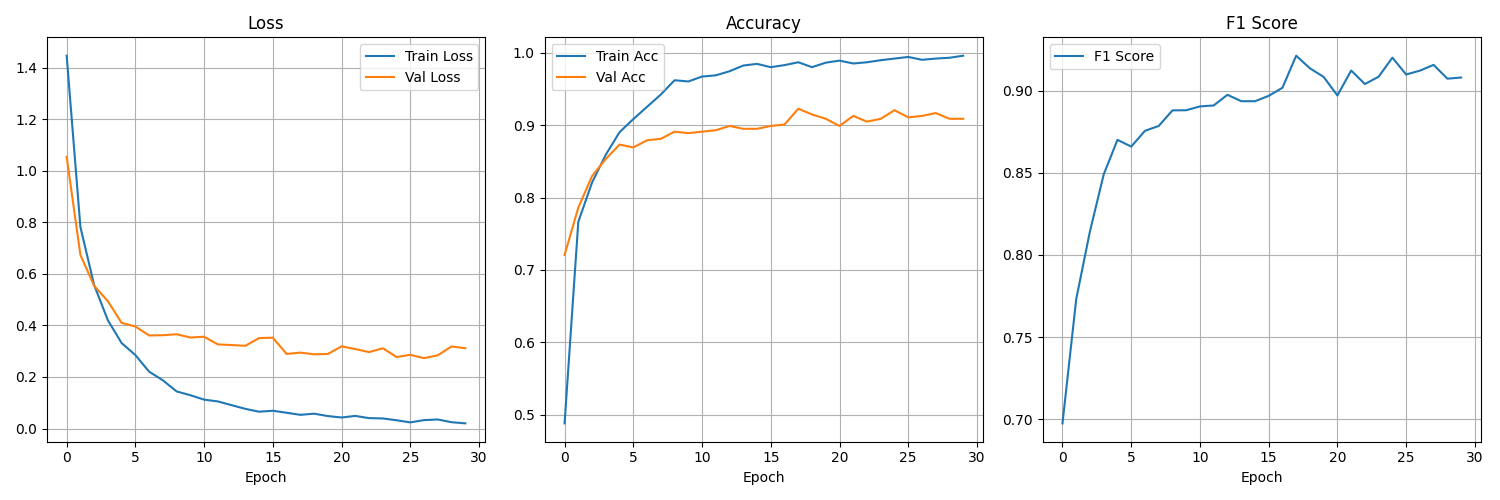 Loss
Train Loss
Val Loss
1.4
1.2
1.0
0.8
0.6
0.4
0.2
0.0
0 5 10 15 20 25 30
Epoch
Accuracy
Train Acc
Val Acc
1.0
0.9
0.8
0.7
0.6
0.5
0 5 10 15 20 25 30
Epoch
F1 Score
F1 Score
0.90
0.85
0.80
0.75
0.70
0 5 10 15 20 25 30
Epoch